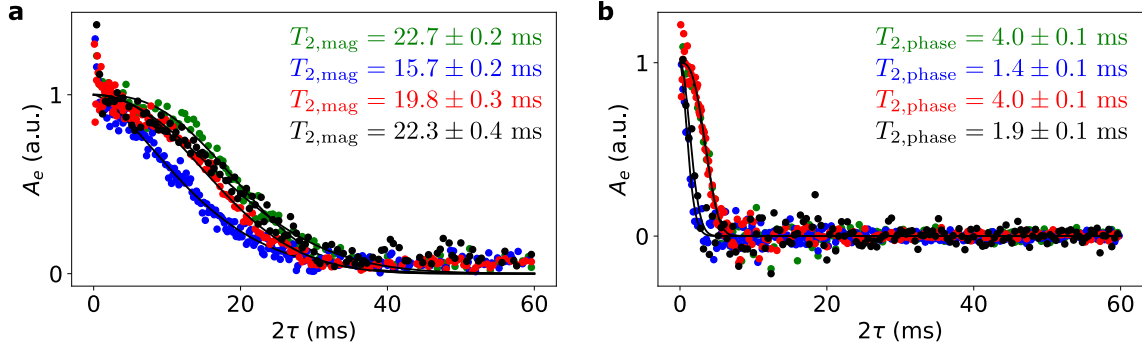 a
T2,mag = 22.7 ± 0.2 ms
T2,mag = 15.7 ± 0.2 ms
T2,mag = 19.8 ± 0.3 ms
T2,mag = 22.3 ± 0.4 ms
1
0
Ae (a.u.)
0 20 40 60
2τ (ms)
b
T2,phase = 4.0 ± 0.1 ms
T2,phase = 1.4 ± 0.1 ms
T2,phase = 4.0 ± 0.1 ms
T2,phase = 1.9 ± 0.1 ms
1
0
Ae (a.u.)
0 20 40 60
2τ (ms)